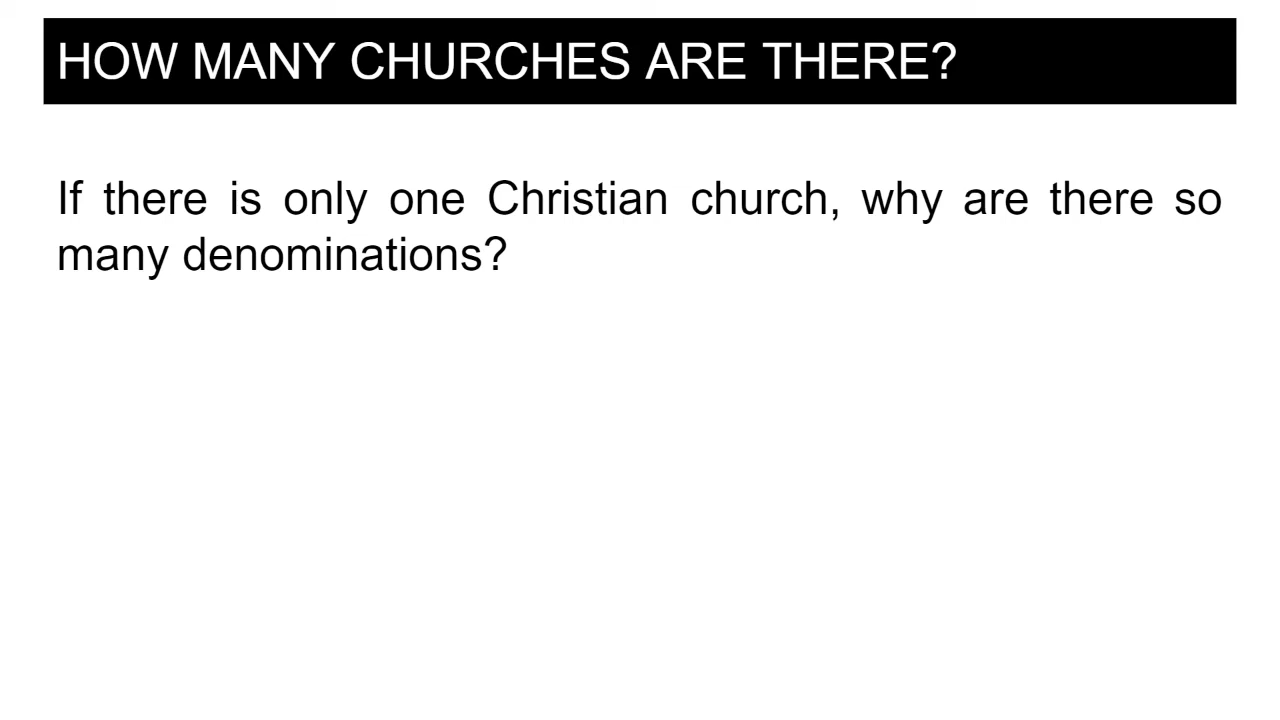 HOW MANY CHURCHES ARE THERE?
If there is only one Christian church, why are there so
many denominations?